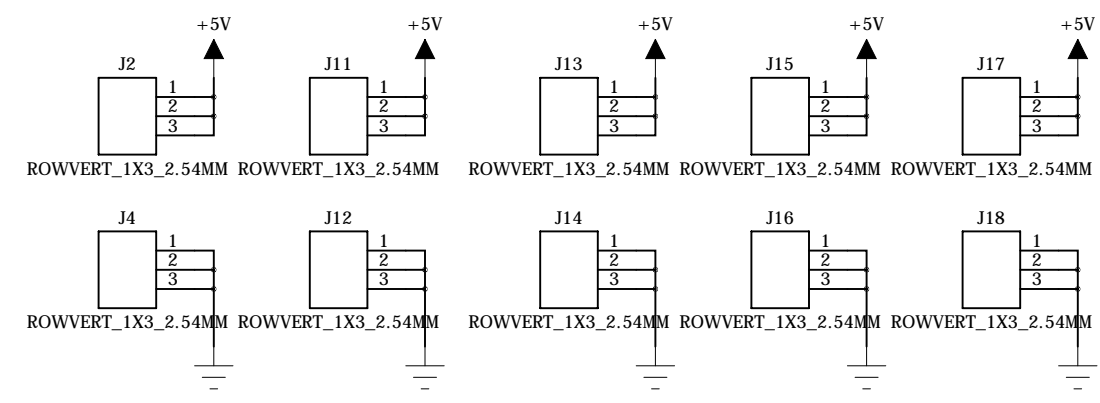 +5V +5V +5V +5V +5V
J2 J11 J13 J15 J17
1 1 1 1 1
2 2 2 2 2
3 3 3 3 3
ROWVERT_1X3_2.54MM ROWVERT_1X3_2.54MM ROWVERT_1X3_2.54MM ROWVERT_1X3_2.54MM ROWVERT_1X3_2.54MM
J4 J12 J14 J16 J18
1 1 1 1 1
2 2 2 2 2
3 3 3 3 3
ROWVERT_1X3_2.54MM ROWVERT_1X3_2.54MM ROWVERT_1X3_2.54MM ROWVERT_1X3_2.54MM ROWVERT_1X3_2.54MM